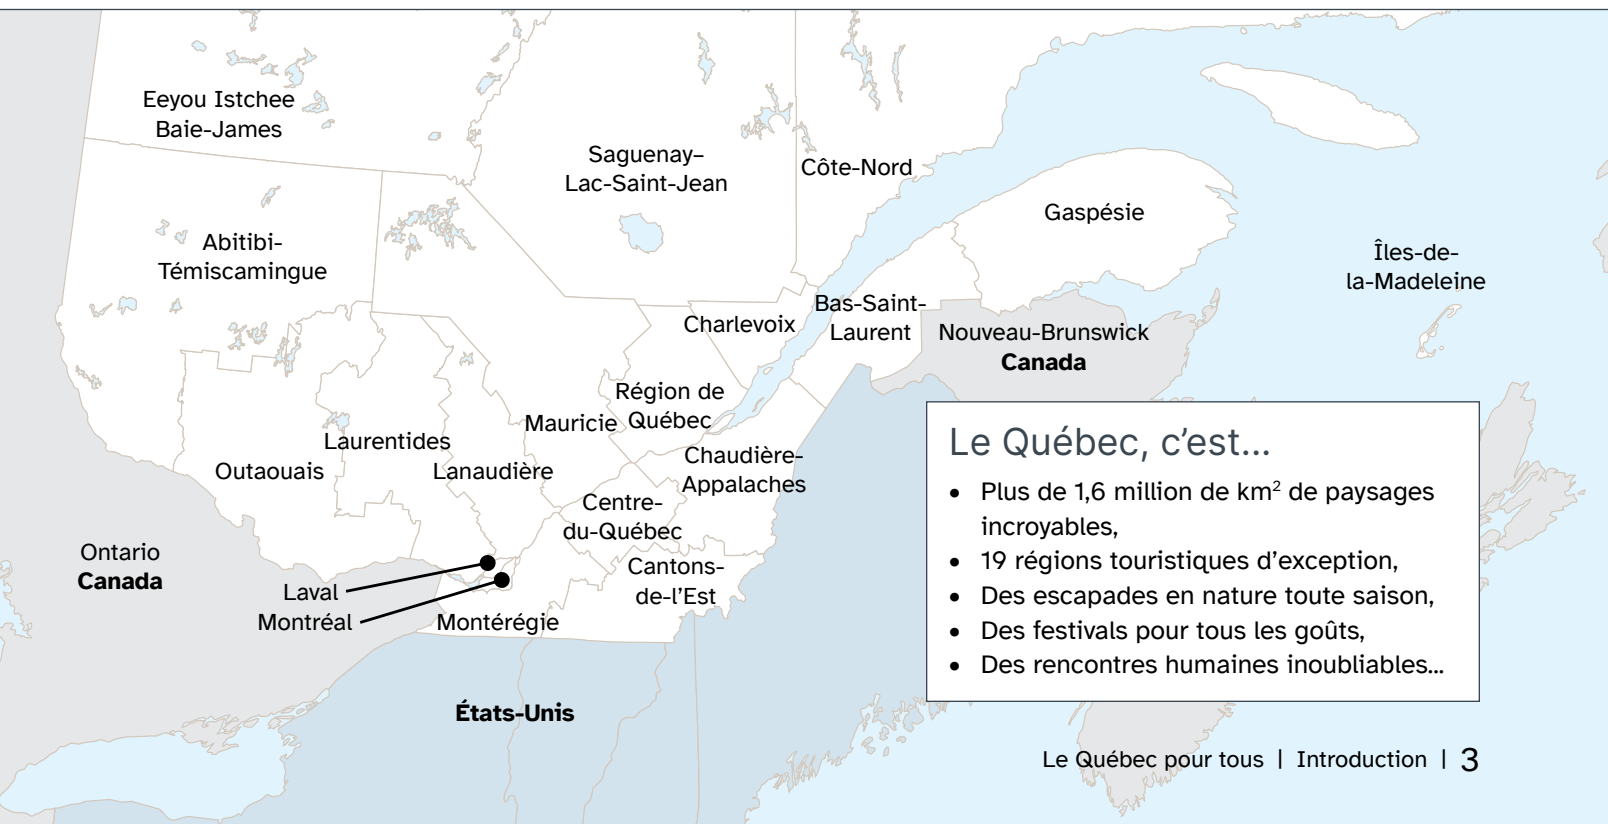 Eeyou Istchee
Baie-James
Saguenay–
Lac-Saint-Jean
Côte-Nord
Gaspésie
Abitibi-
Témiscamingue
Îles-de-
la-Madeleine
Charlevoix
Bas-Saint-
Laurent
Nouveau-Brunswick
Canada
Région de
Québec
Mauricie
Laurentides
Outaouais
Lanaudière
Chaudière-
Appalaches
Centre-
du-Québec
Cantons-
de-l’Est
Ontario
Canada
Laval
Montréal
Montérégie
États-Unis
Le Québec, c’est…
• Plus de 1,6 million de km² de paysages
incroyables,
• 19 régions touristiques d’exception,
• Des escapades en nature toute saison,
• Des festivals pour tous les goûts,
• Des rencontres humaines inoubliables…
Le Québec pour tous | Introduction | 3